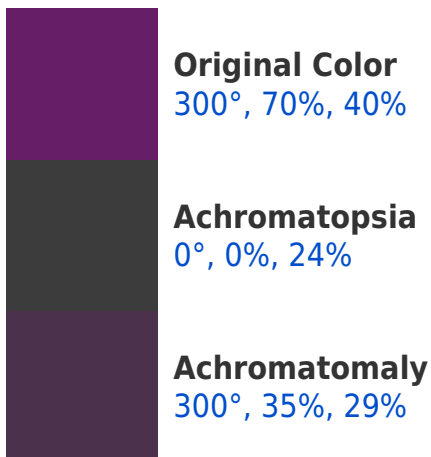 Original Color
300°, 70%, 40%
Achromatopsia
0°, 0%, 24%
Achromatomaly
300°, 35%, 29%